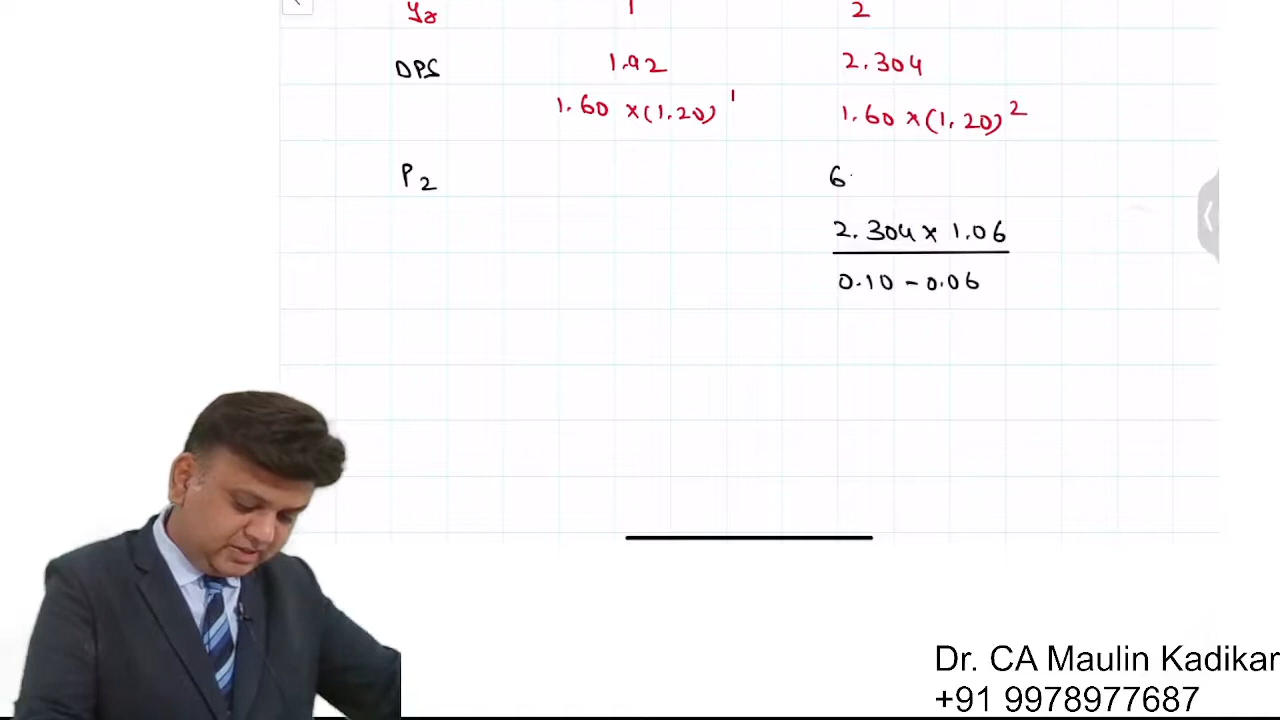 Yr 1 2
DPS 1.92 2.304
1.60 ×(1.20)¹ 1.60 ×(1.20)²
P₂ 6.
2.304 × 1.06
0.10 - 0.06
Dr. CA Maulin Kadikar
+91 9978977687